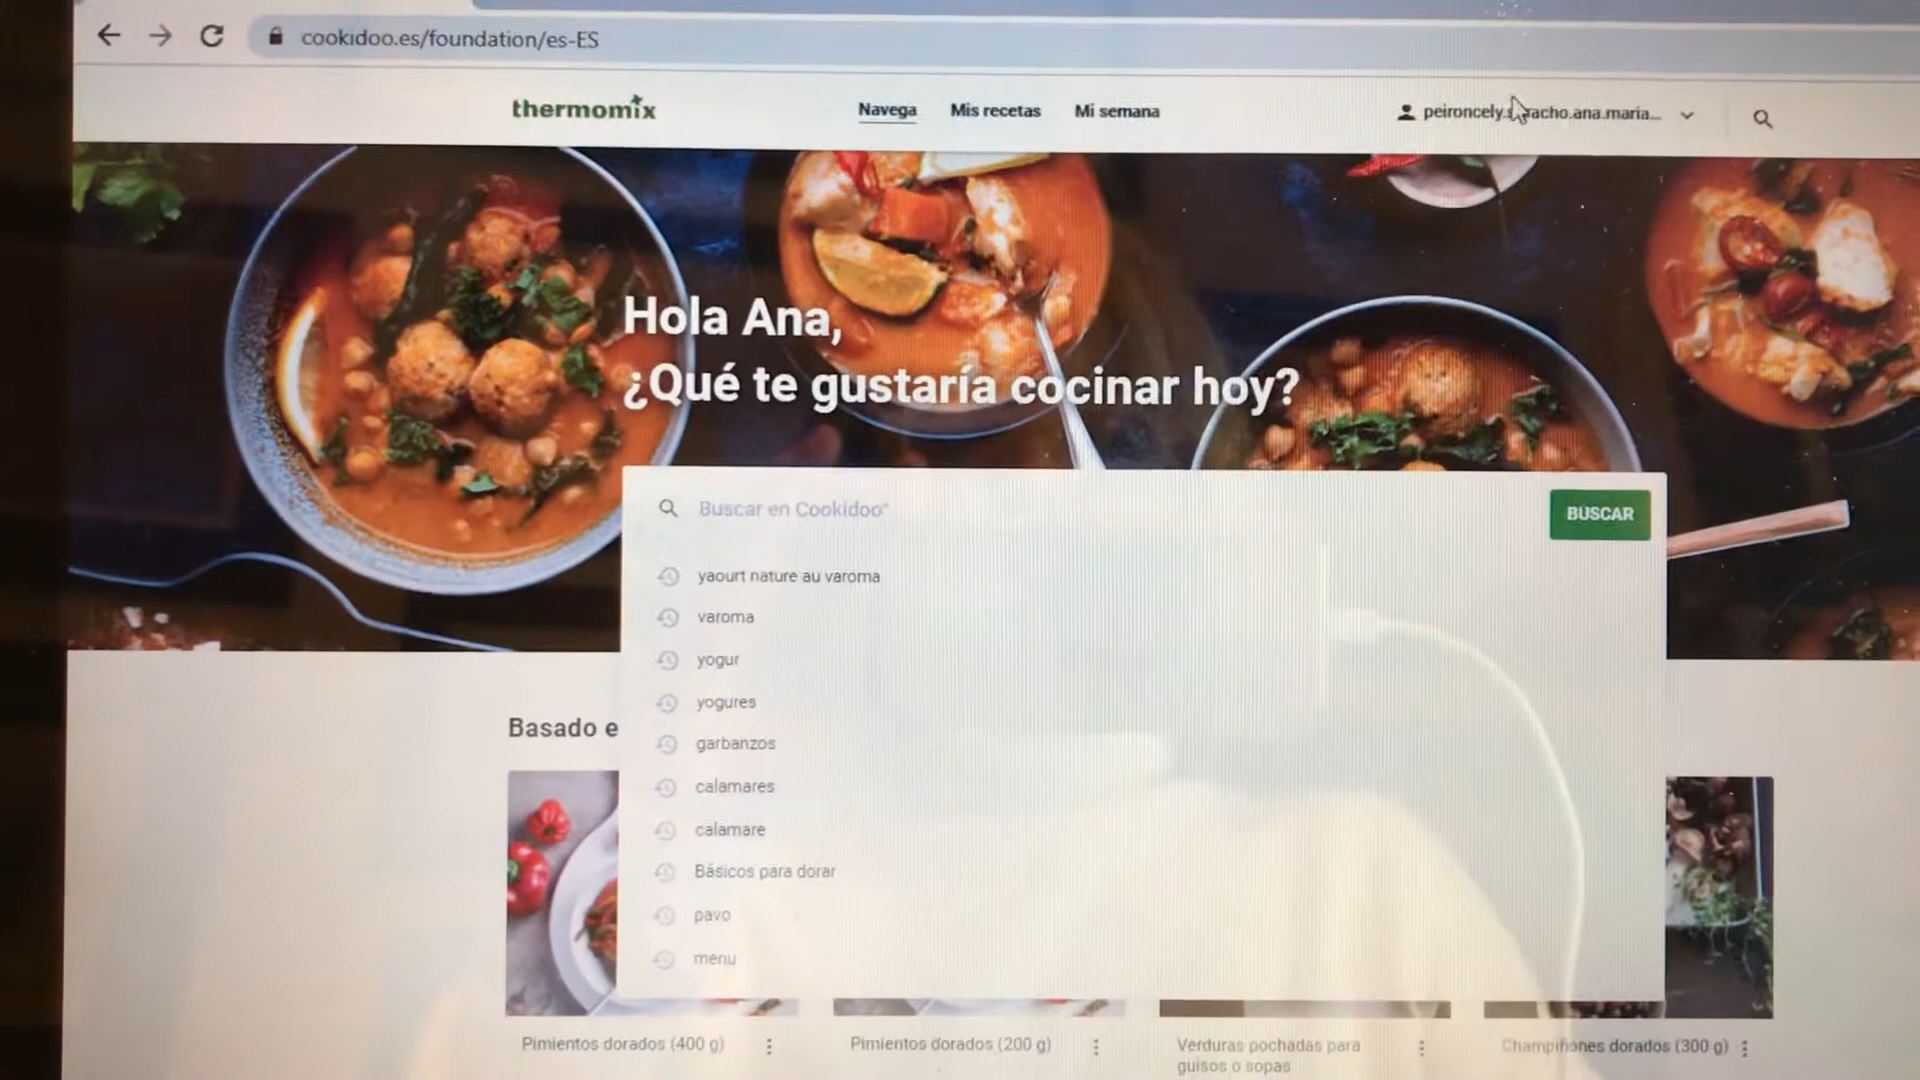 cookidoo.es/foundation/es-ES
thermomix
Navega
Mis recetas
Mi semana
Hola Ana,
¿Qué te gustaría cocinar hoy?
Buscar en Cookidoo®
BUSCAR
yaourt nature au varoma
varoma
yogur
yogures
garbanzos
calamares
calamare
Básicos para dorar
pavo
menu
Basado e
Pimientos dorados (400 g)
Pimientos dorados (200 g)
Verduras pochadas para
guisos o sopas
Champiñones dorados (300 g)